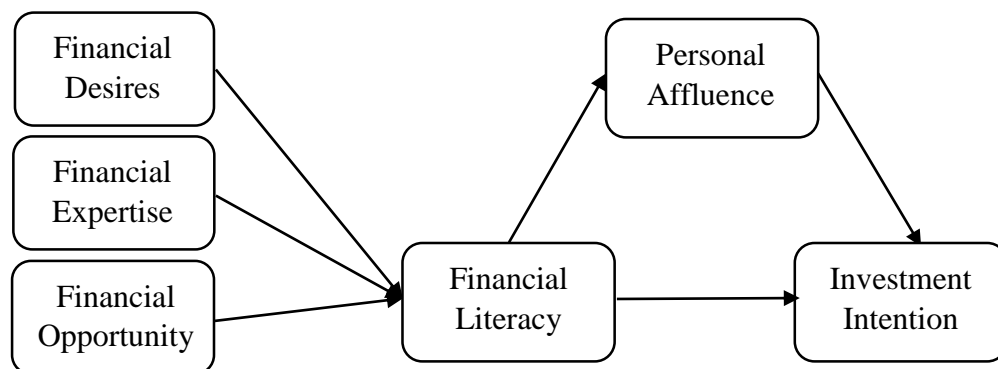 Financial
Desires
Financial
Expertise
Financial
Opportunity
Financial
Literacy
Personal
Affluence
Investment
Intention